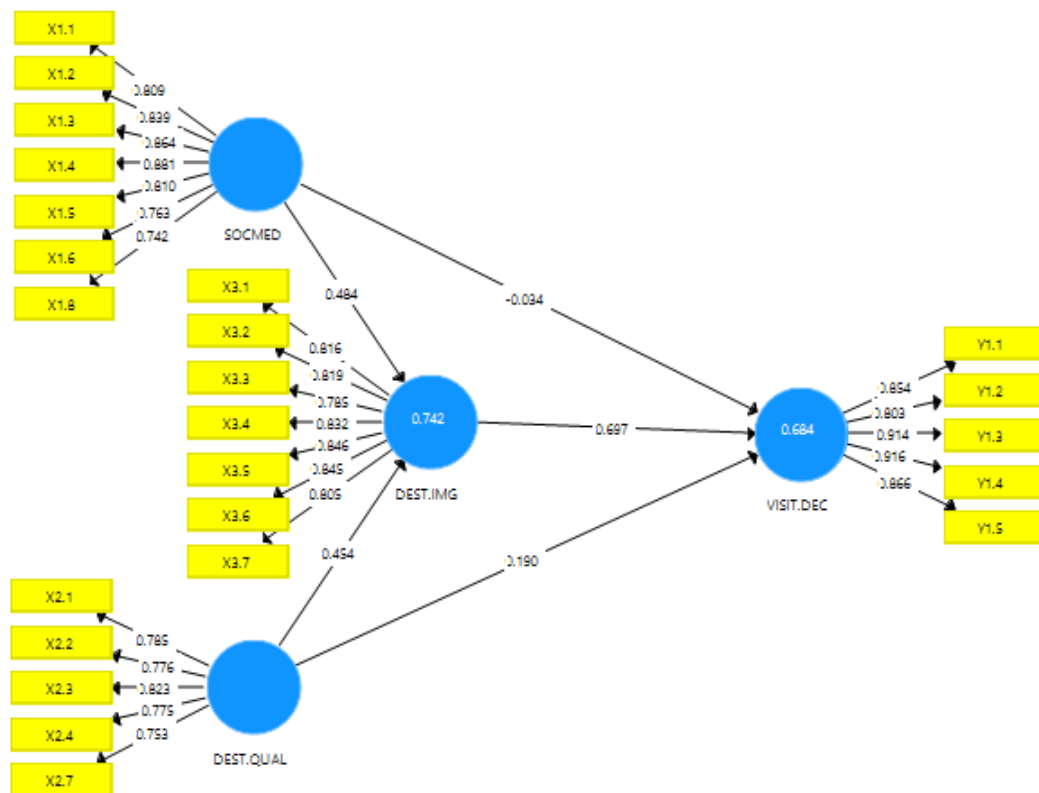 X1.1
X1.2
X1.3
X1.4
X1.5
X1.6
X1.8
0.809
0.839
0.864
0.881
0.810
0.763
0.742
SOCMED
0.484
-0.034
X3.1
X3.2
X3.3
X3.4
X3.5
X3.6
X3.7
0.816
0.819
0.785
0.832
0.846
0.845
0.805
0.742
DEST.IMG
0.697
0.454
0.190
0.684
VISIT.DEC
0.854
0.803
0.914
0.916
0.866
Y1.1
Y1.2
Y1.3
Y1.4
Y1.5
X2.1
X2.2
X2.3
X2.4
X2.7
0.785
0.776
0.823
0.775
0.753
DEST.QUAL